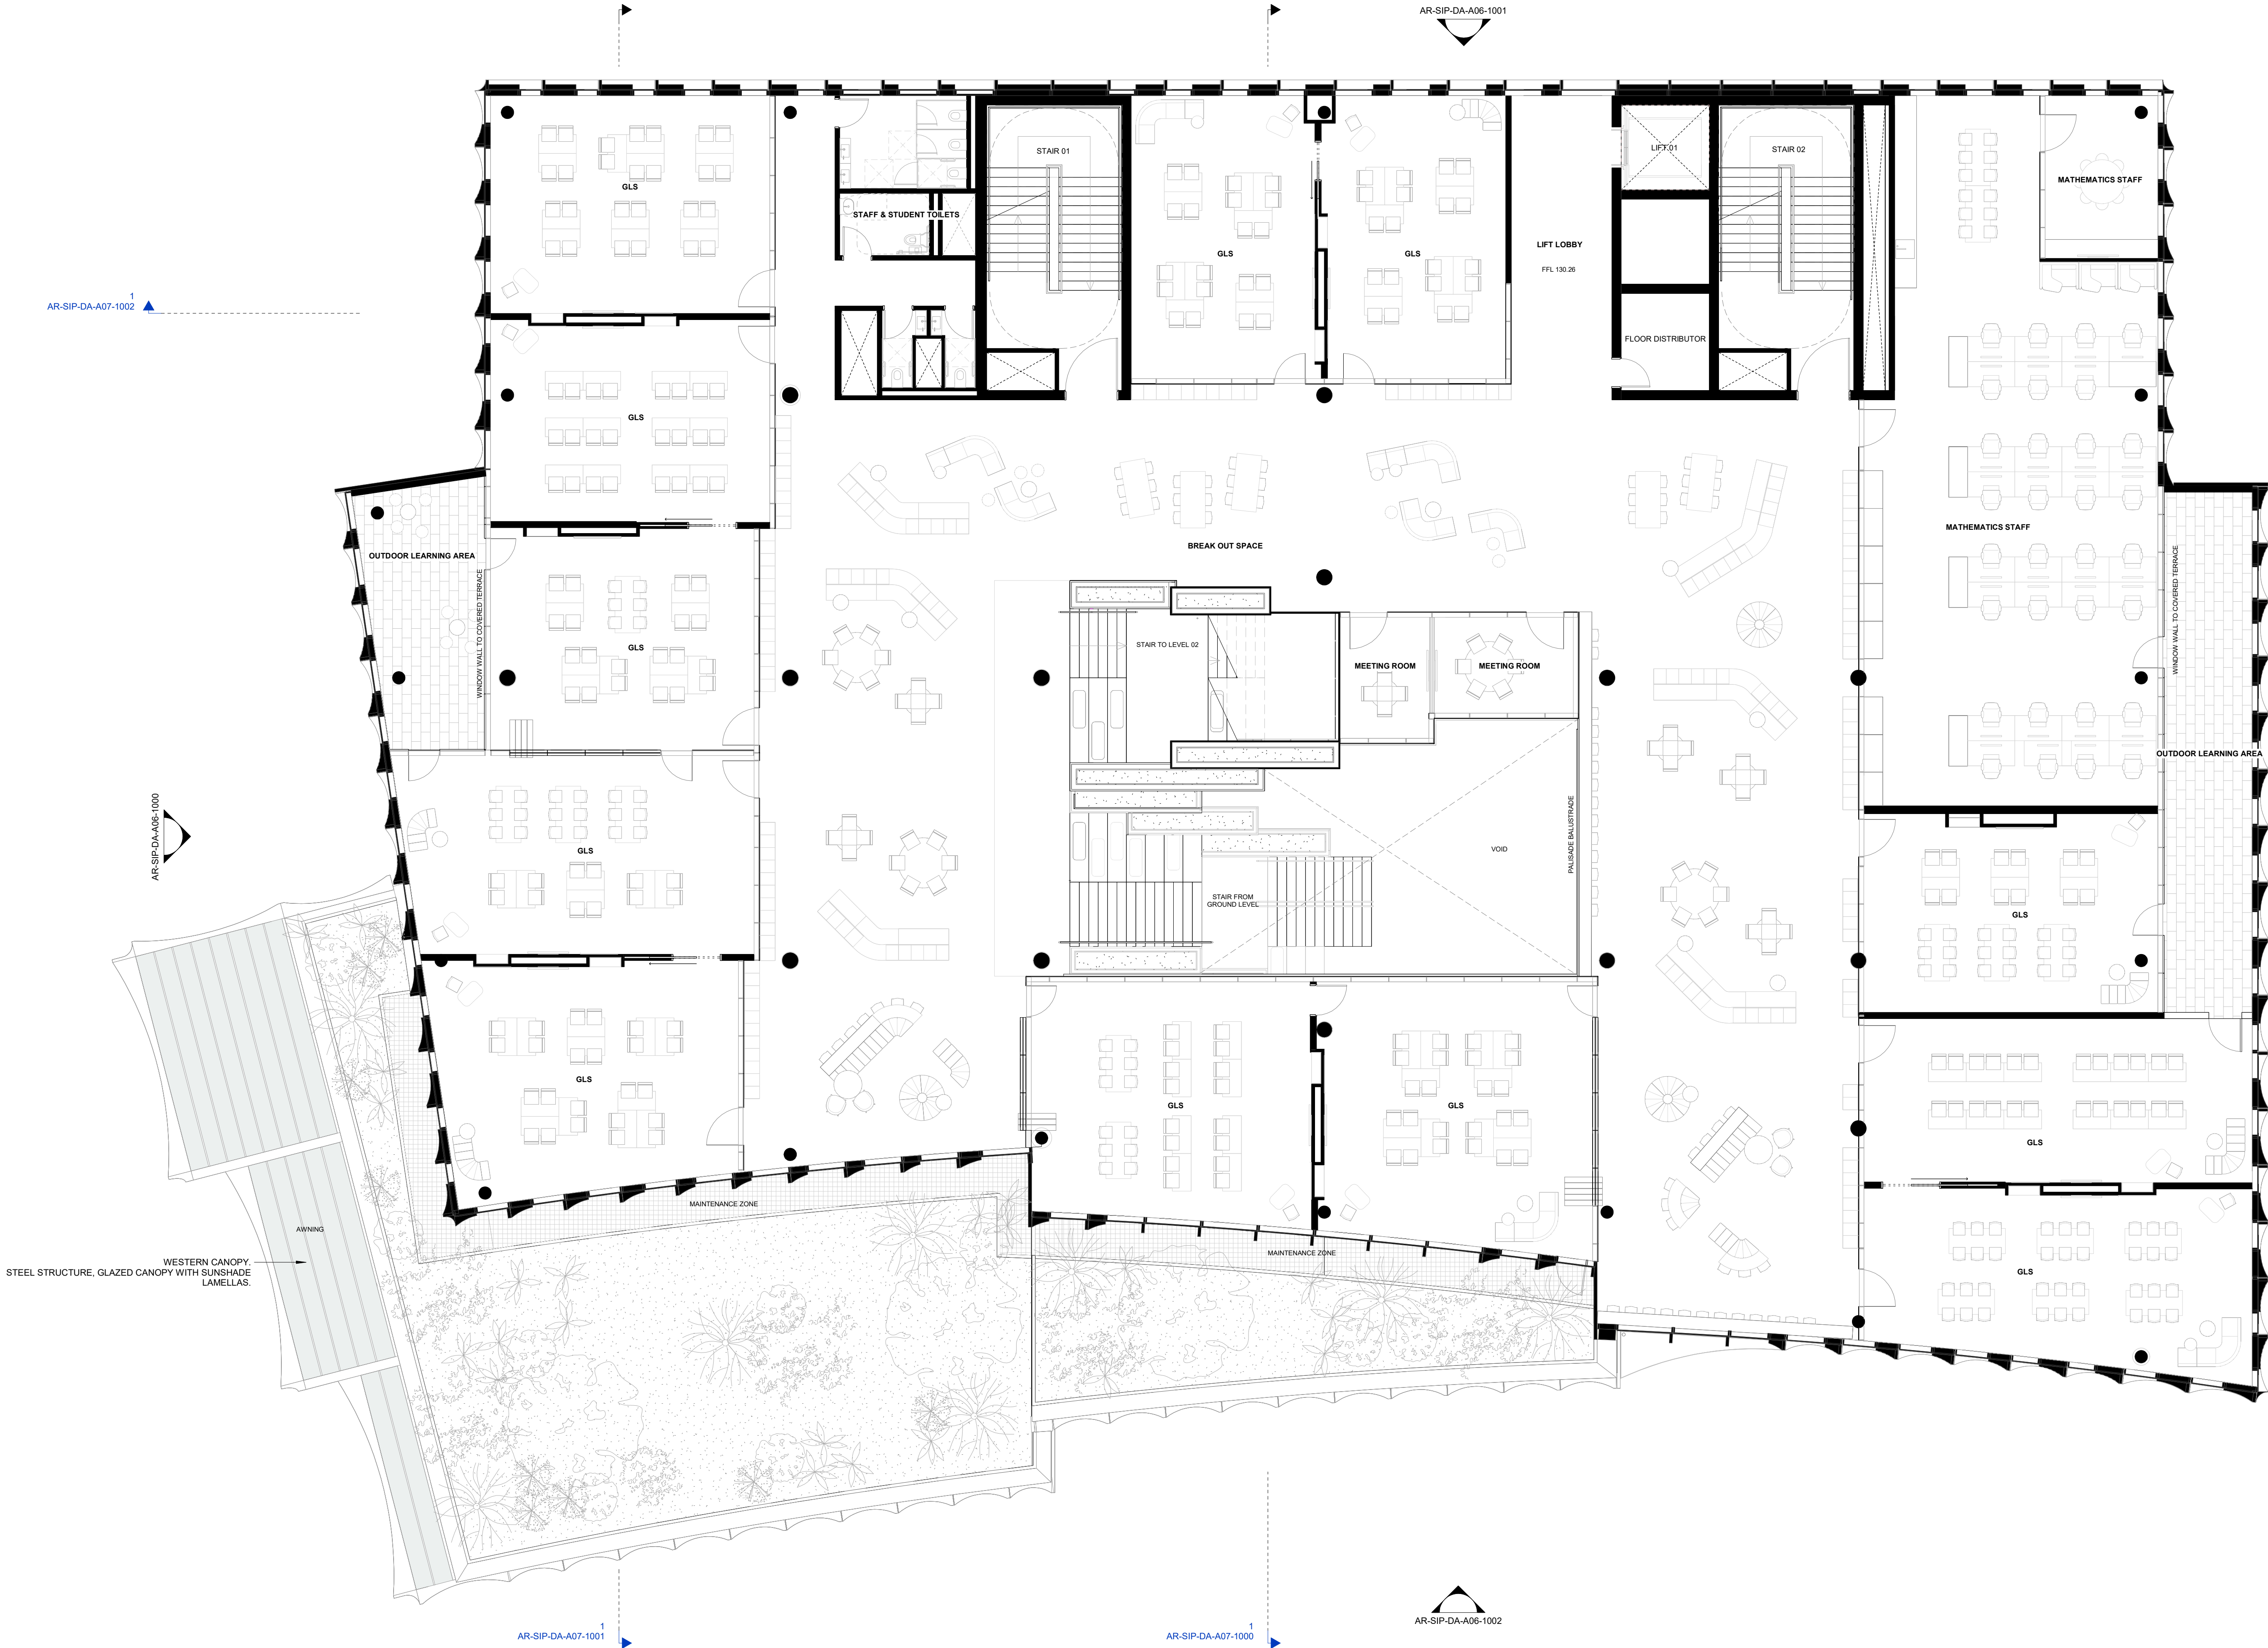 AR-SIP-DA-A06-1001
STAIR 01
LIFT 01
STAIR 02
MATHEMATICS STAFF
GLS
STAFF & STUDENT TOILETS
GLS
GLS
LIFT LOBBY
FFL 130.26
1
AR-SIP-DA-A07-1002
FLOOR DISTRIBUTOR
GLS
MATHEMATICS STAFF
BREAK OUT SPACE
OUTDOOR LEARNING AREA
WINDOW WALL TO COVERED TERRACE
WINDOW WALL TO COVERED TERRACE
GLS
STAIR TO LEVEL 02
MEETING ROOM
MEETING ROOM
OUTDOOR LEARNING AREA
AR-SIP-DA-A06-1000
GLS
VOID
PALISADE BALUSTRADE
STAIR FROM
GROUND LEVEL
GLS
GLS
GLS
GLS
GLS
MAINTENANCE ZONE
AWNING
MAINTENANCE ZONE
WESTERN CANOPY.
STEEL STRUCTURE, GLAZED CANOPY WITH SUNSHADE
LAMELLAS.
GLS
AR-SIP-DA-A06-1002
1
AR-SIP-DA-A07-1001
1
AR-SIP-DA-A07-1000